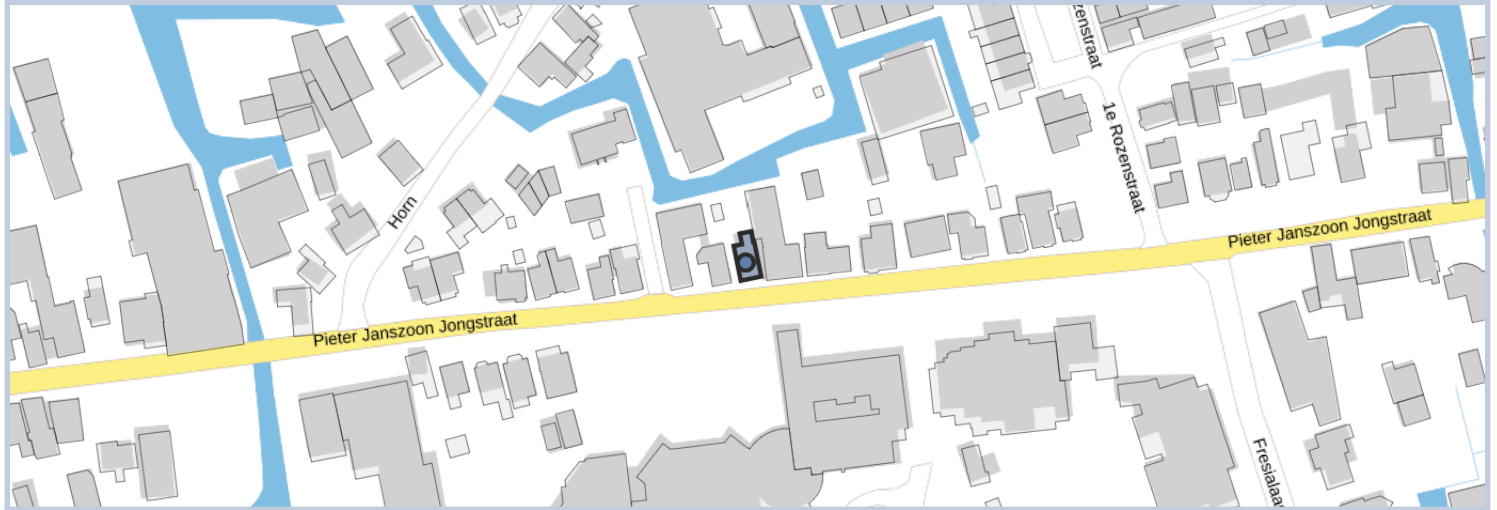 zenstraat
1e Rozenstraat
Horn
Pieter Janszoon Jongstraat
Pieter Janszoon Jongstraat
Fresialaa